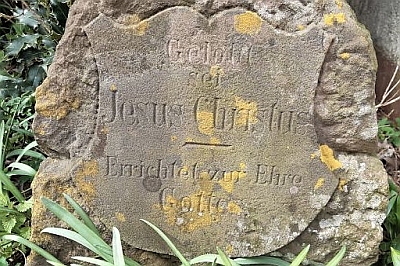 Gelobt
sei
Jesus Christus
Errichtet zur Ehre
Gottes